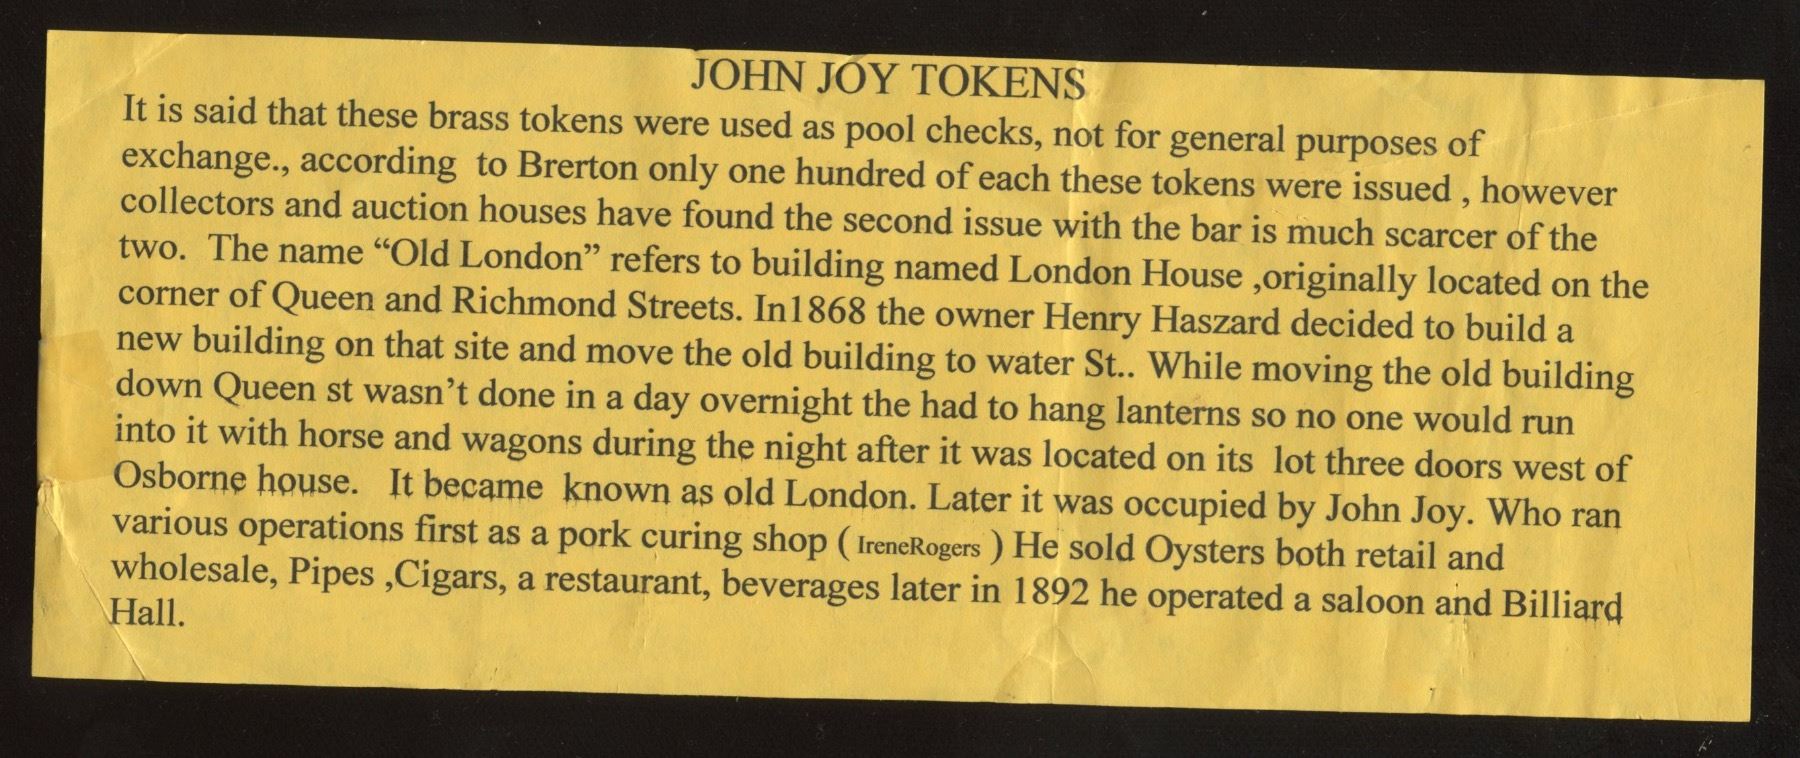 JOHN JOY TOKENS
It is said that these brass tokens were used as pool checks, not for general purposes of
exchange., according  to Brerton only one hundred of each these tokens were issued , however
collectors and auction houses have found the second issue with the bar is much scarcer of the
two.  The name “Old London” refers to building named London House ,originally located on the
corner of Queen and Richmond Streets. In1868 the owner Henry Haszard decided to build a
new building on that site and move the old building to water St.. While moving the old building
down Queen st wasn’t done in a day overnight the had to hang lanterns so no one would run
into it with horse and wagons during the night after it was located on its  lot three doors west of
Osborne house.   It became  known as old London. Later it was occupied by John Joy. Who ran
various operations first as a pork curing shop ( IreneRogers ) He sold Oysters both retail and
wholesale, Pipes ,Cigars, a restaurant, beverages later in 1892 he operated a saloon and Billiard
Hall.